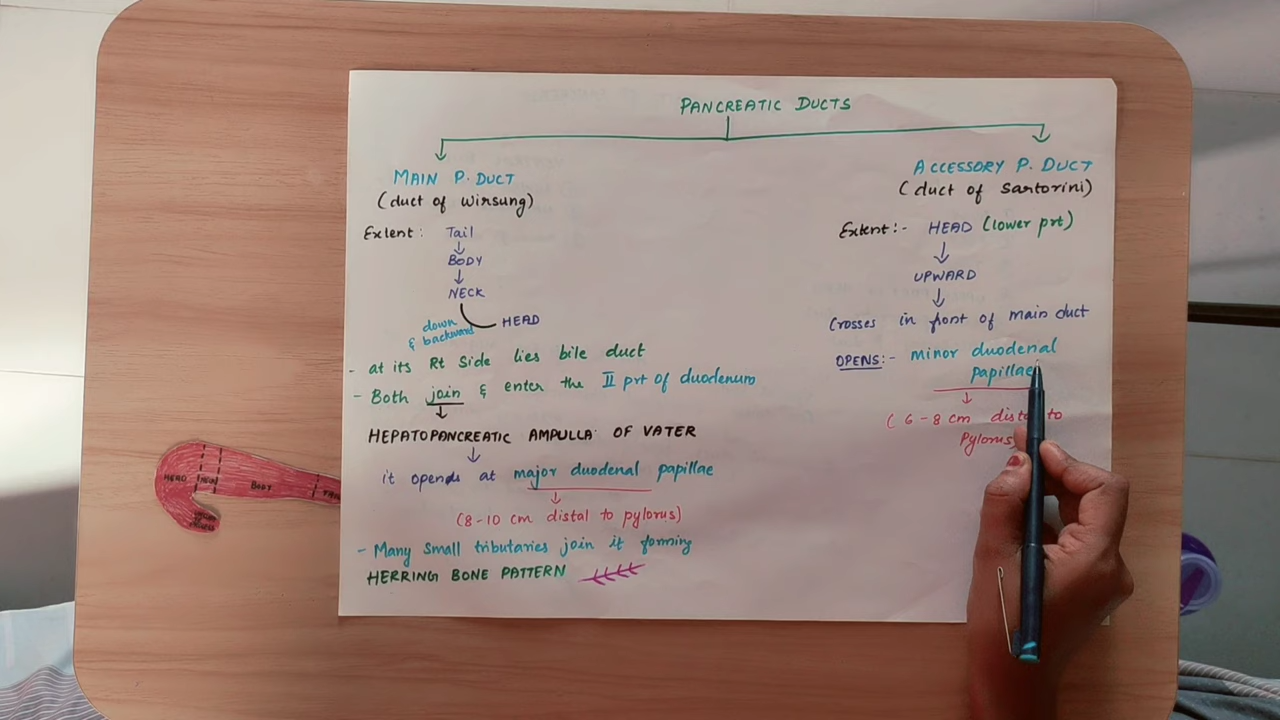 PANCREATIC DUCTS
MAIN P. DUCT
(duct of wirsung)
Extent: Tail
BODY
NECK
down
& backward
HEAD
- at its Rt Side lies bile duct
- Both join & enter the II prt of duodenum
HEPATOPANCREATIC AMPULLA OF VATER
it opends at major duodenal papillae
(8-10 cm distal to pylorus)
- Many small tributaries join it forming
HERRING BONE PATTERN
ACCESSORY P. DUCT
(duct of Sartorini)
Extent:- HEAD (lower prt)
UPWARD
Crosses in front of main duct
OPENS:- minor duodenal
papillae
(6-8 cm to
Pylorus
HEAD
BODY